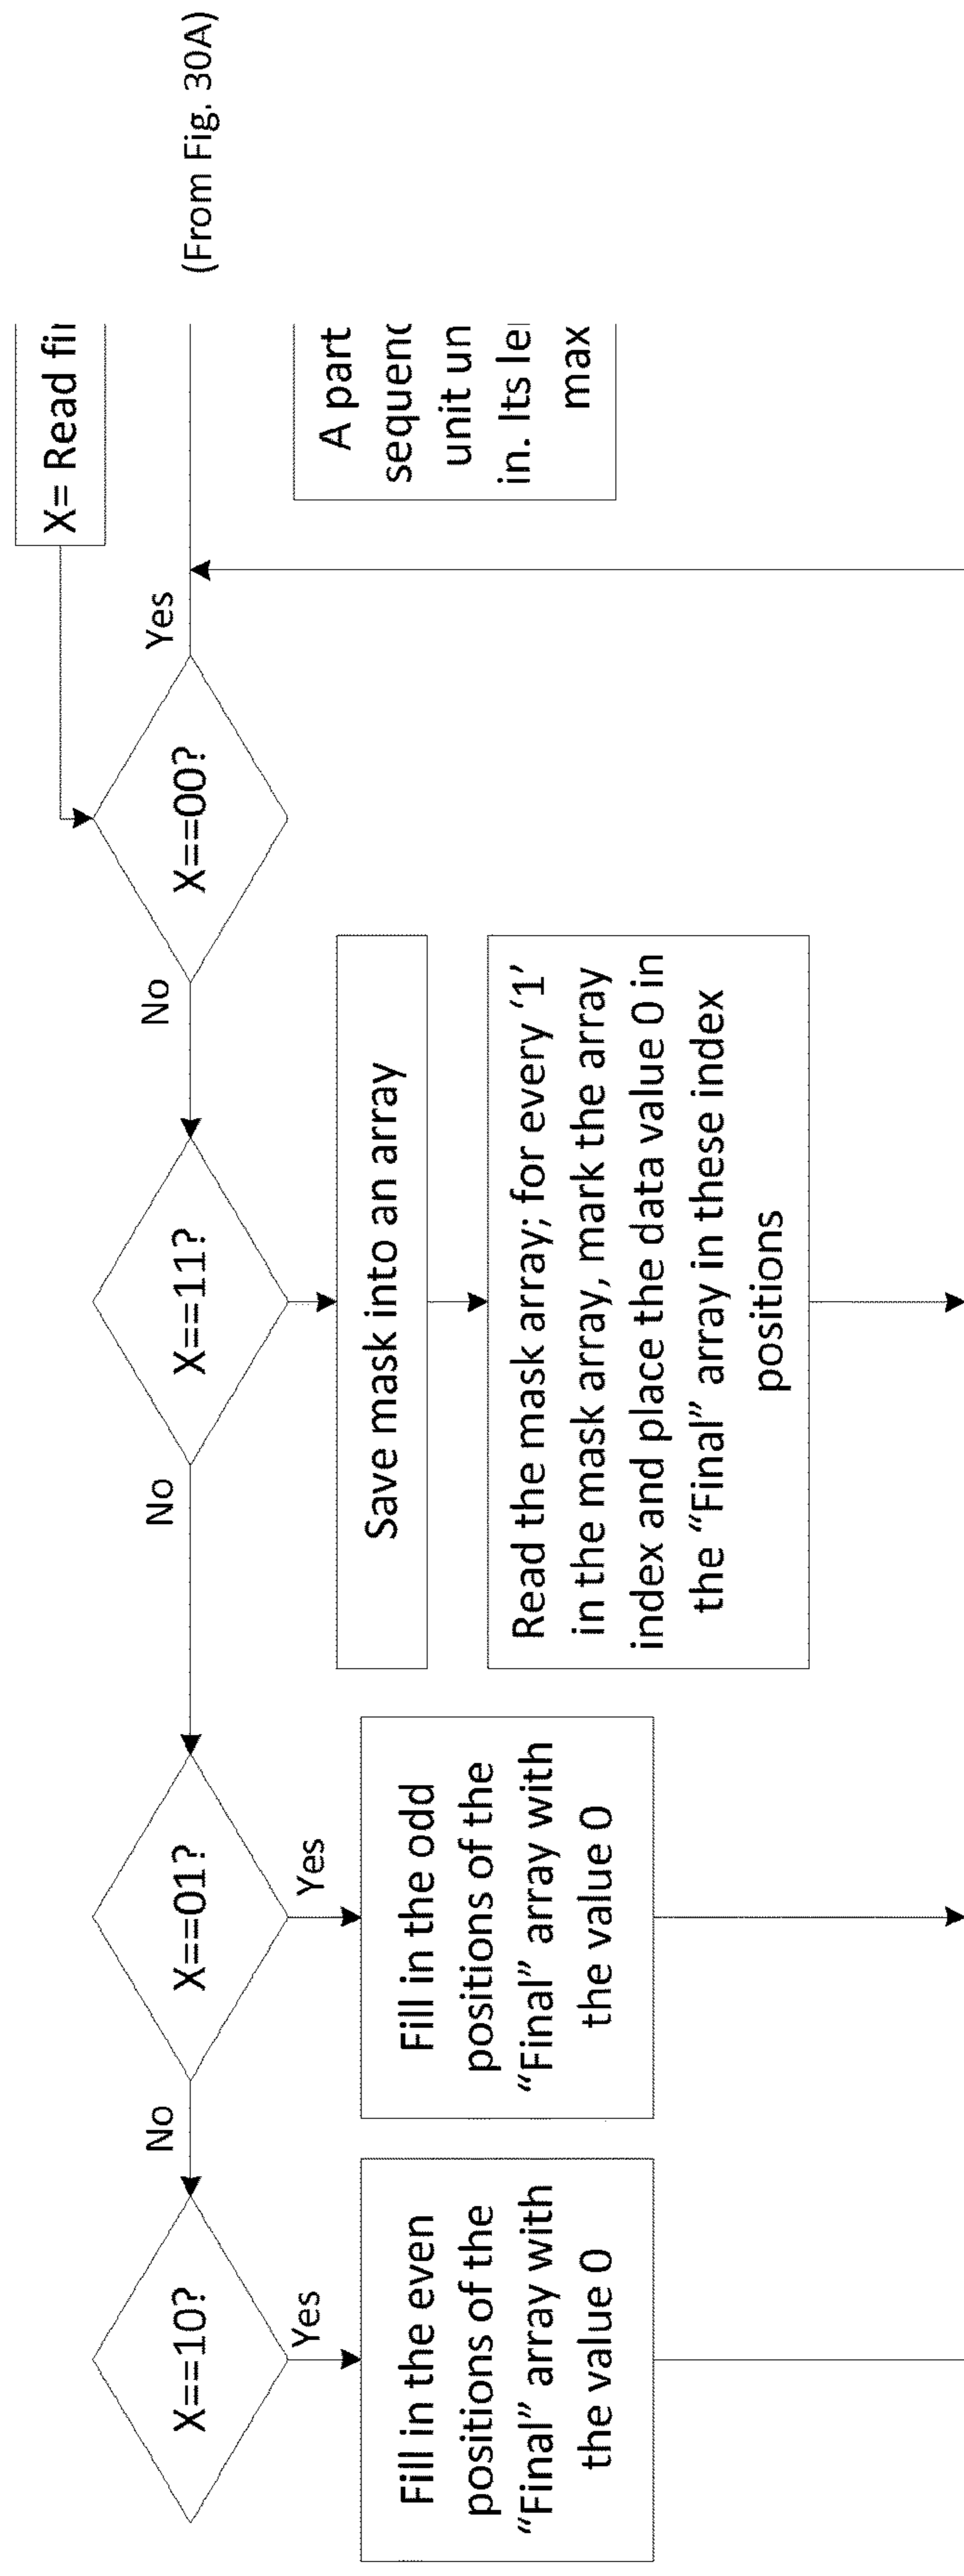 X= Read fi
X==10?
No
X==01?
No
X==11?
No
X==00?
Yes
(From Fig. 30A)
Yes
Fill in the even
positions of the
“Final” array with
the value 0
Yes
Fill in the odd
positions of the
“Final” array with
the value 0
Save mask into an array
Read the mask array; for every ‘1’
in the mask array, mark the array
index and place the data value 0 in
the “Final” array in these index
positions
A part
sequenc
unit un
in. Its le
max